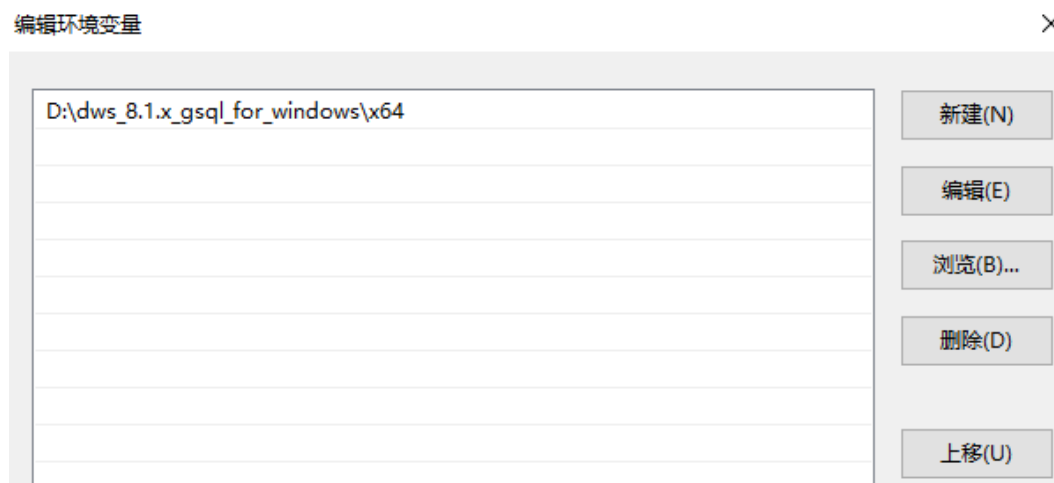 编辑环境变量
D:\dws_8.1.x_gsql_for_windows\x64
新建(N)
编辑(E)
浏览(B)...
删除(D)
上移(U)